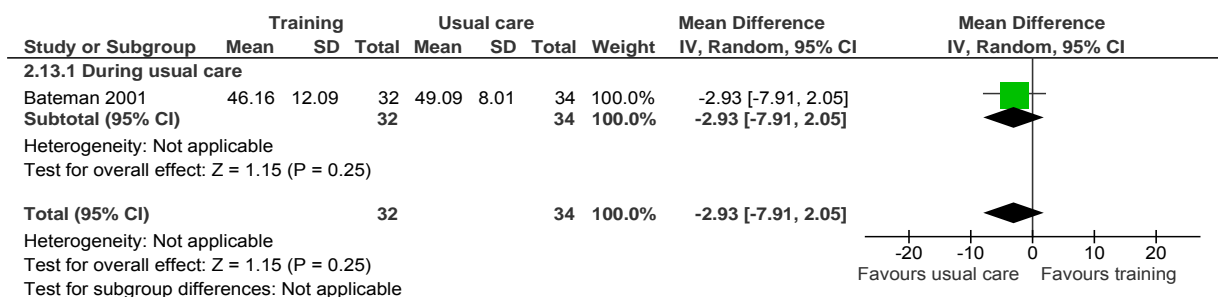 Training Usual care Mean Difference Mean Difference
Study or Subgroup Mean SD Total Mean SD Total Weight IV, Random, 95% CI IV, Random, 95% CI
2.13.1 During usual care
Bateman 2001 46.16 12.09 32 49.09 8.01 34 100.0% -2.93 [-7.91, 2.05]
Subtotal (95% CI) 32 34 100.0% -2.93 [-7.91, 2.05]
Heterogeneity: Not applicable
Test for overall effect: Z = 1.15 (P = 0.25)
Total (95% CI) 32 34 100.0% -2.93 [-7.91, 2.05]
Heterogeneity: Not applicable
Test for overall effect: Z = 1.15 (P = 0.25)
Test for subgroup differences: Not applicable
-20 -10 0 10 20
Favours usual care Favours training